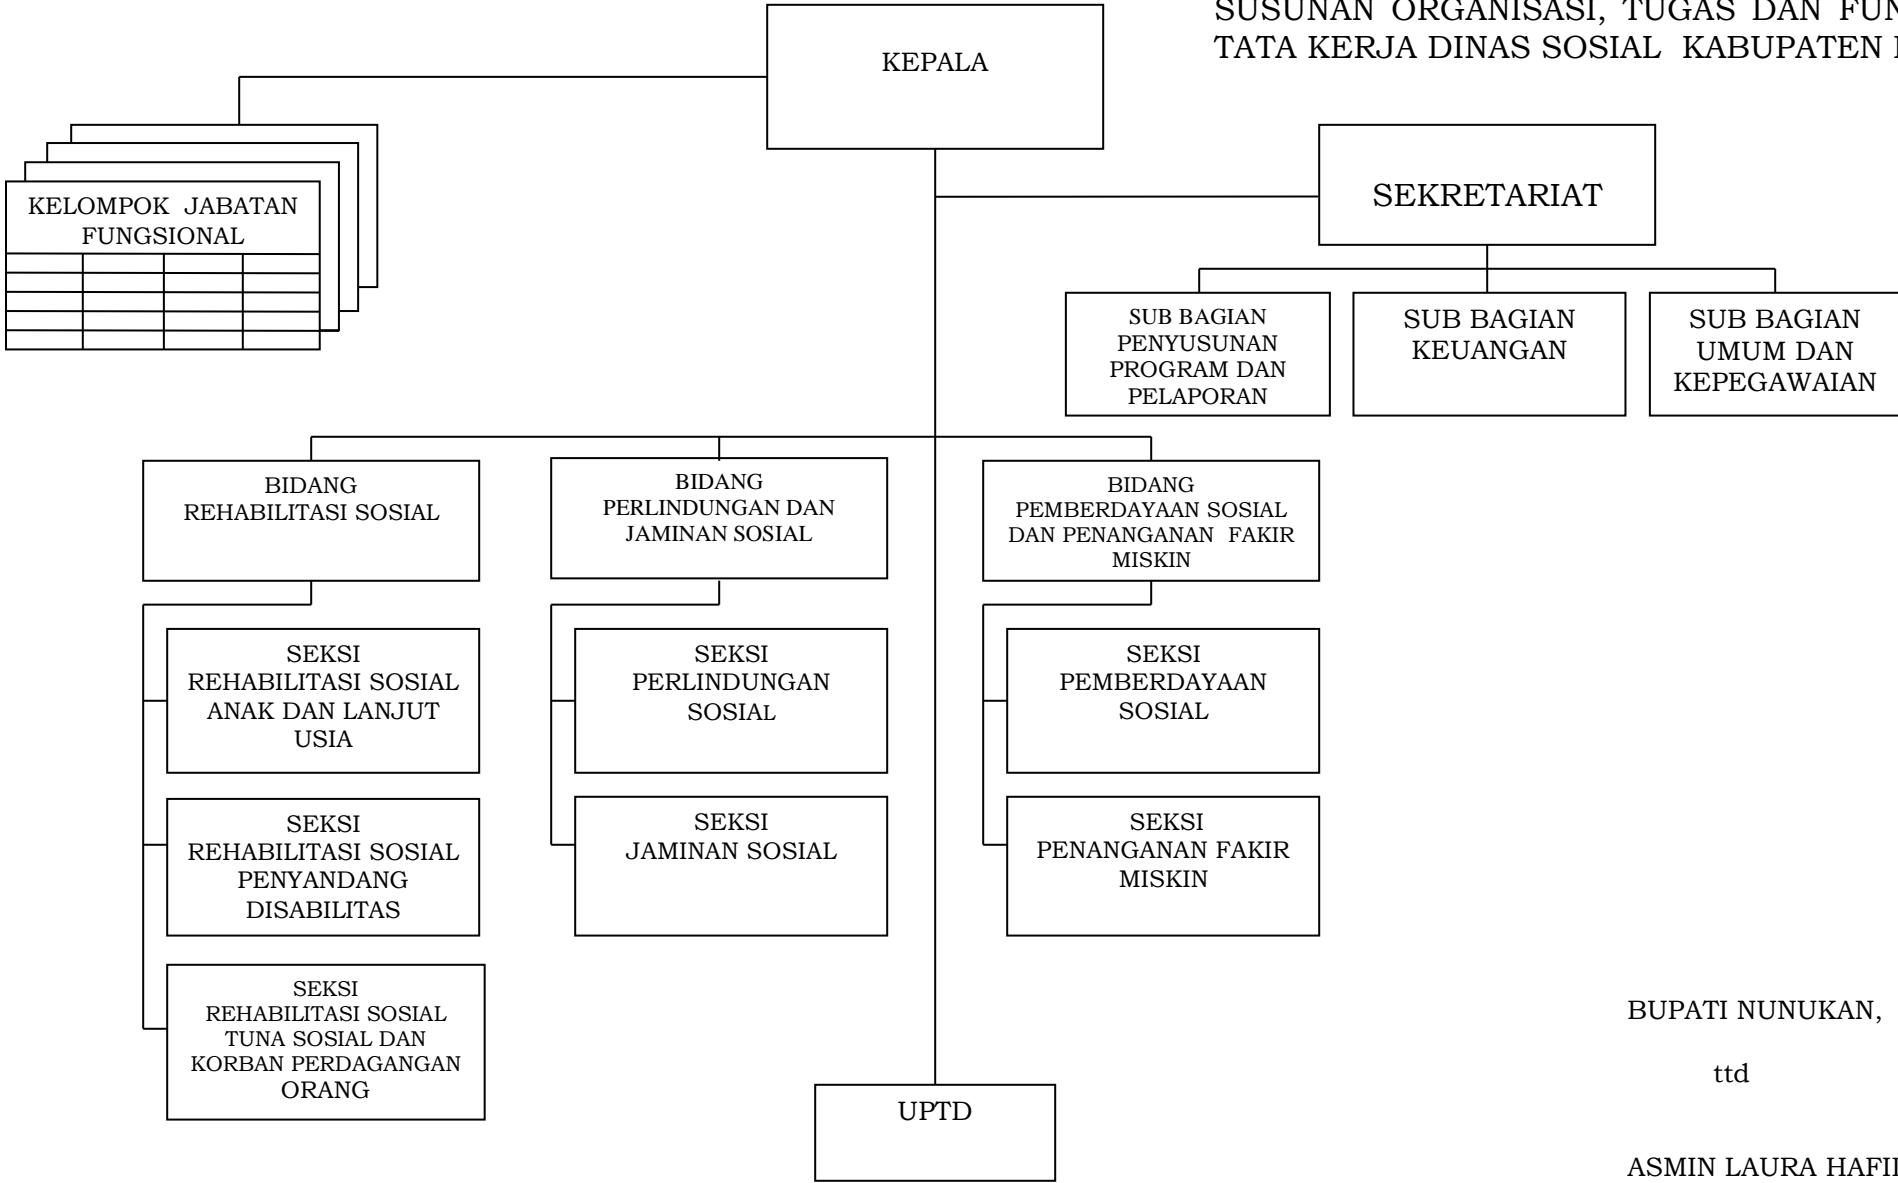 SUSUNAN ORGANISASI, TUGAS DAN
TATA KERJA DINAS SOSIAL KABUPATEN
KEPALA
KELOMPOK JABATAN
FUNGSIONAL
SEKRETARIAT
SUB BAGIAN
PENYUSUNAN
PROGRAM DAN
PELAPORAN
SUB BAGIAN
KEUANGAN
SUB BAGIAN
UMUM DAN
KEPEGAWAIAN
BIDANG
REHABILITASI SOSIAL
BIDANG
PERLINDUNGAN DAN
JAMINAN SOSIAL
BIDANG
PEMBERDAYAAN SOSIAL
DAN PENANGANAN FAKIR
MISKIN
SEKSI
REHABILITASI SOSIAL
ANAK DAN LANJUT
USIA
SEKSI
PERLINDUNGAN
SOSIAL
SEKSI
PEMBERDAYAAN
SOSIAL
SEKSI
REHABILITASI SOSIAL
PENYANDANG
DISABILITAS
SEKSI
JAMINAN SOSIAL
SEKSI
PENANGANAN FAKIR
MISKIN
SEKSI
REHABILITASI SOSIAL
TUNA SOSIAL DAN
KORBAN PERDAGANGAN
ORANG
UPTD
BUPATI NUNUKAN,
ttd
ASMIN LAURA